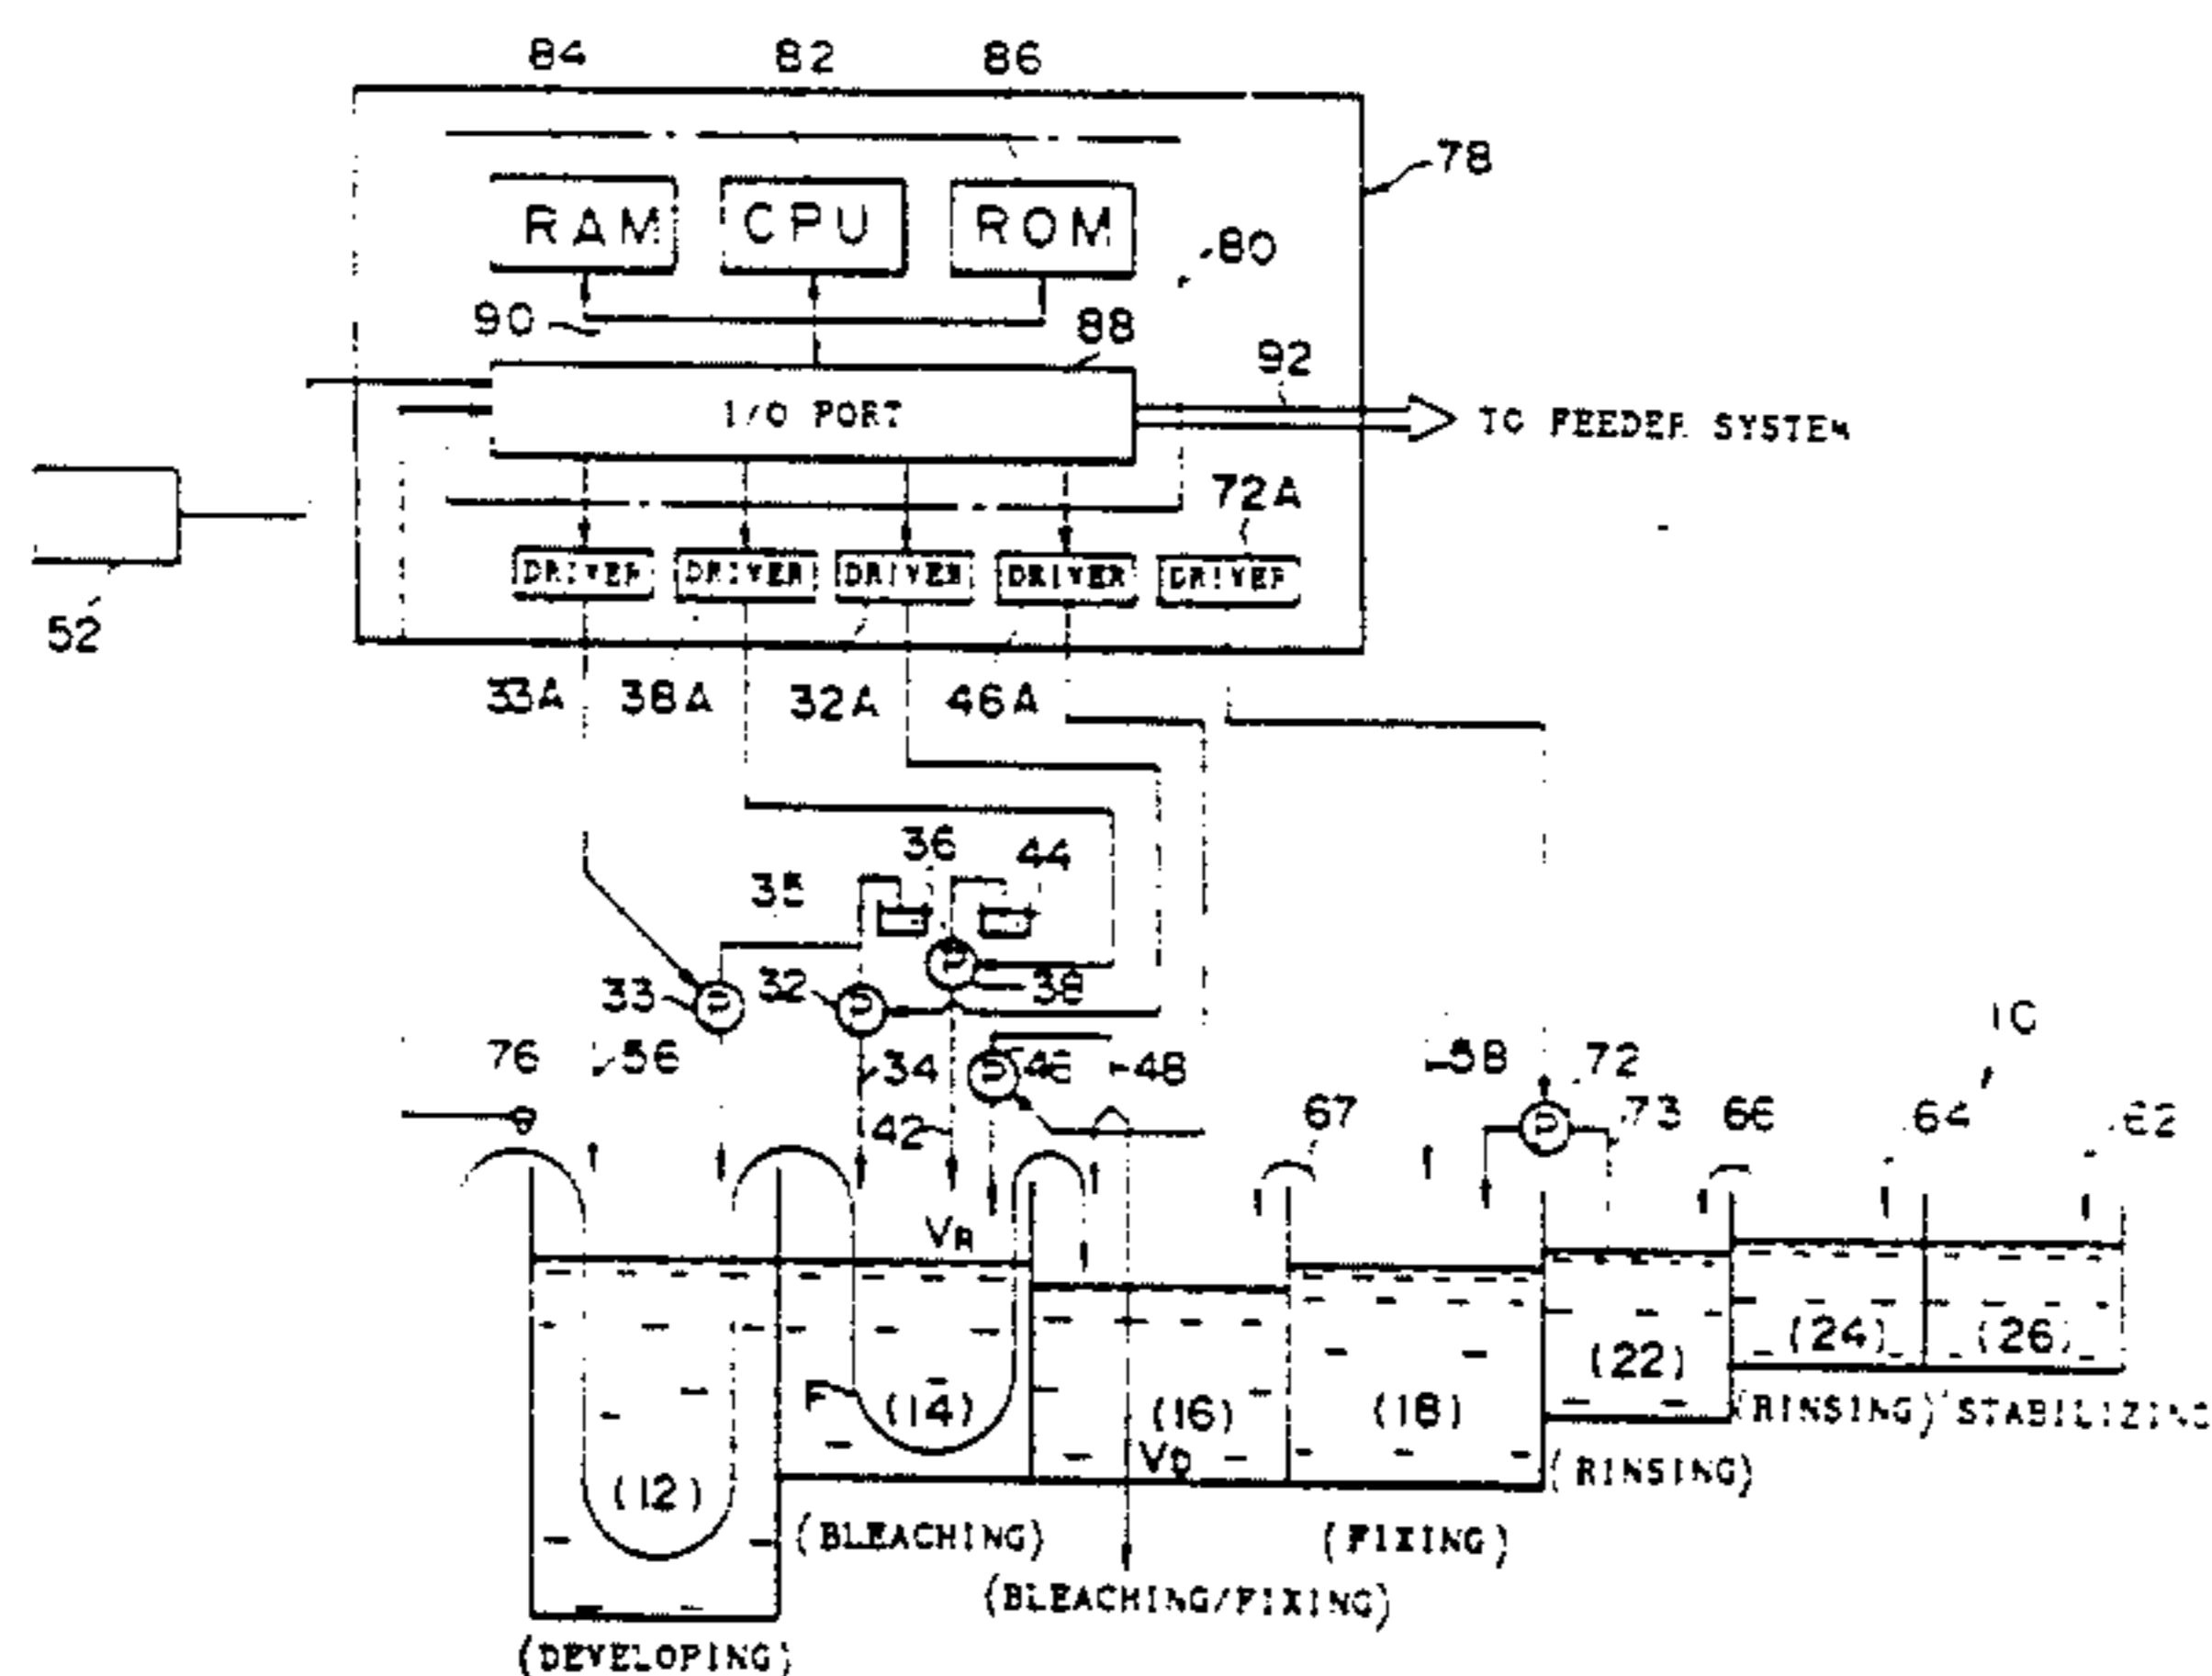 84 82 86
78
RAM CPU ROM
80
90 88
92
I/O PORT
TO FEEDER SYSTEM
72A
DRIVER DRIVER DRIVER DRIVER DRIVER
52
33A 38A 32A 46A
36 44
35
33 32 38
10
76 56 34 46 48 58 72
42 67 73 66 64 62
VR
F (14) (16) (18) (22) (24) (26)
(RINSING) STABILIZING
VD
(12) (RINSING)
(BLEACHING) (FIXING)
(BLEACHING/FIXING)
(DEVELOPING)